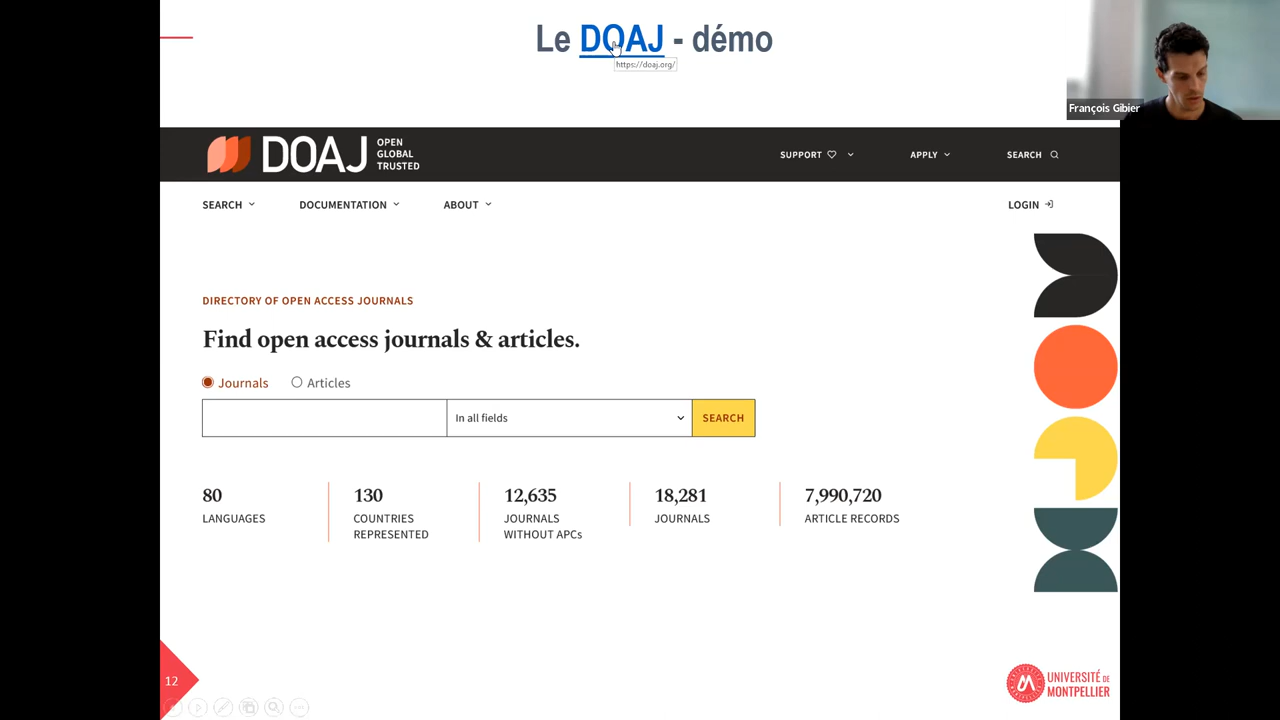 Le DOAJ - démo
https://doaj.org/
François Gibier
DOAJ
OPEN
GLOBAL
TRUSTED
SUPPORT
APPLY
SEARCH
SEARCH
DOCUMENTATION
ABOUT
LOGIN
DIRECTORY OF OPEN ACCESS JOURNALS
Find open access journals & articles.
Journals
Articles
In all fields
SEARCH
80
LANGUAGES
130
COUNTRIES
REPRESENTED
12,635
JOURNALS
WITHOUT APCs
18,281
JOURNALS
7,990,720
ARTICLE RECORDS
12
UNIVERSITÉ DE
MONTPELLIER